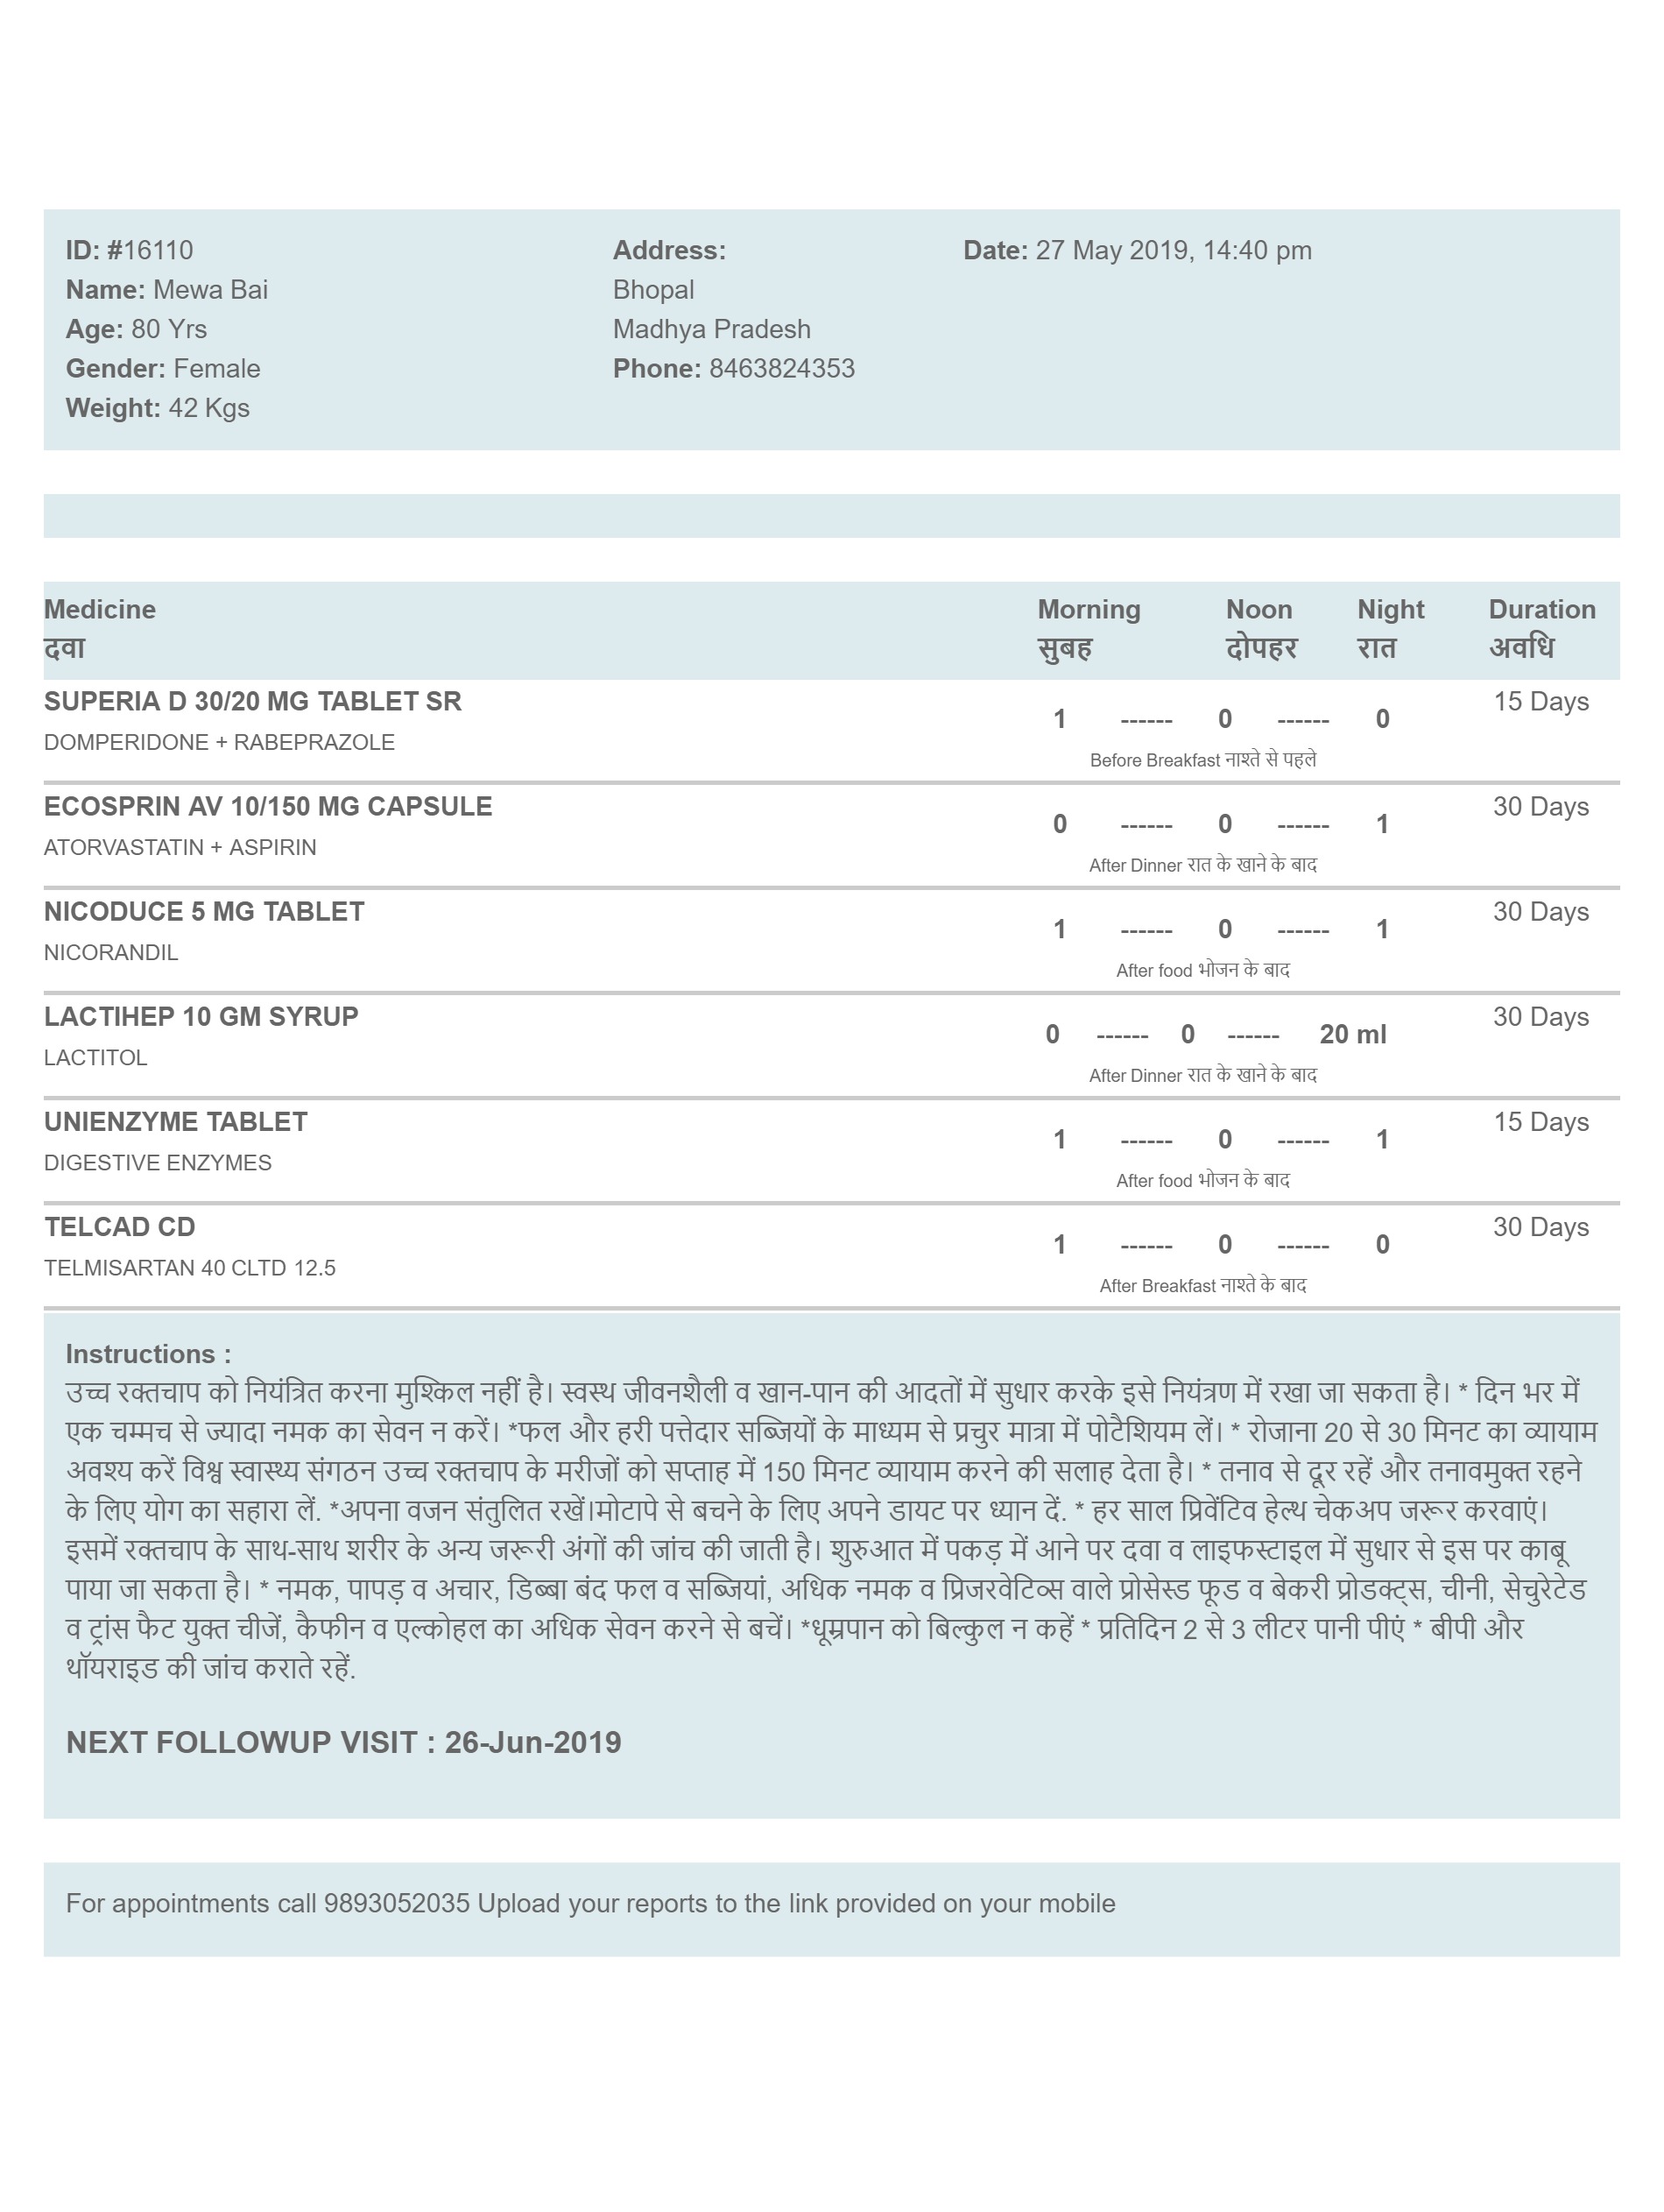 ID: #16110
Name: Mewa Bai
Age: 80 Yrs
Gender: Female
Weight: 42 Kgs
Address:
Bhopal
Madhya Pradesh
Phone: 8463824353
Date: 27 May 2019, 14:40 pm
Medicine Morning Noon Night Duration
दवा सुबह दोपहर रात अवधि
SUPERIA D 30/20 MG TABLET SR 15 Days
1 ------ 0 ------ 0
DOMPERIDONE + RABEPRAZOLE
Before Breakfast नाश्ते से पहले
ECOSPRIN AV 10/150 MG CAPSULE 30 Days
0 ------ 0 ------ 1
ATORVASTATIN + ASPIRIN
After Dinner रात के खाने के बाद
NICODUCE 5 MG TABLET 30 Days
1 ------ 0 ------ 1
NICORANDIL
After food भोजन के बाद
LACTIHEP 10 GM SYRUP 30 Days
0 ------ 0 ------ 20 ml
LACTITOL
After Dinner रात के खाने के बाद
UNIENZYME TABLET 15 Days
1 ------ 0 ------ 1
DIGESTIVE ENZYMES
After food भोजन के बाद
TELCAD CD 30 Days
1 ------ 0 ------ 0
TELMISARTAN 40 CLTD 12.5
After Breakfast नाश्ते के बाद
Instructions :
उच्च रक्तचाप को नियंत्रित करना मुश्किल नहीं है। स्वस्थ जीवनशैली व खान-पान की आदतों में सुधार करके इसे नियंत्रण में रखा जा सकता है। * दिन भर में
एक चम्मच से ज्यादा नमक का सेवन न करें। *फल और हरी पत्तेदार सब्जियों के माध्यम से प्रचुर मात्रा में पोटैशियम लें। * रोजाना 20 से 30 मिनट का व्यायाम
अवश्य करें विश्व स्वास्थ्य संगठन उच्च रक्तचाप के मरीजों को सप्ताह में 150 मिनट व्यायाम करने की सलाह देता है। * तनाव से दूर रहें और तनावमुक्त रहने
के लिए योग का सहारा लें. *अपना वजन संतुलित रखें।मोटापे से बचने के लिए अपने डायट पर ध्यान दें. * हर साल प्रिवेंटिव हेल्थ चेकअप जरूर करवाएं।
इसमें रक्तचाप के साथ-साथ शरीर के अन्य जरूरी अंगों की जांच की जाती है। शुरुआत में पकड़ में आने पर दवा व लाइफस्टाइल में सुधार से इस पर काबू
पाया जा सकता है। * नमक, पापड़ व अचार, डिब्बा बंद फल व सब्जियां, अधिक नमक व प्रिजरवेटिव्स वाले प्रोसेस्ड फूड व बेकरी प्रोडक्ट्स, चीनी, सेचुरेटेड
व ट्रांस फैट युक्त चीजें, कैफीन व एल्कोहल का अधिक सेवन करने से बचें। *धूम्रपान को बिल्कुल न कहें * प्रतिदिन 2 से 3 लीटर पानी पीएं * बीपी और
थॉयराइड की जांच कराते रहें.
NEXT FOLLOWUP VISIT : 26-Jun-2019
For appointments call 9893052035 Upload your reports to the link provided on your mobile